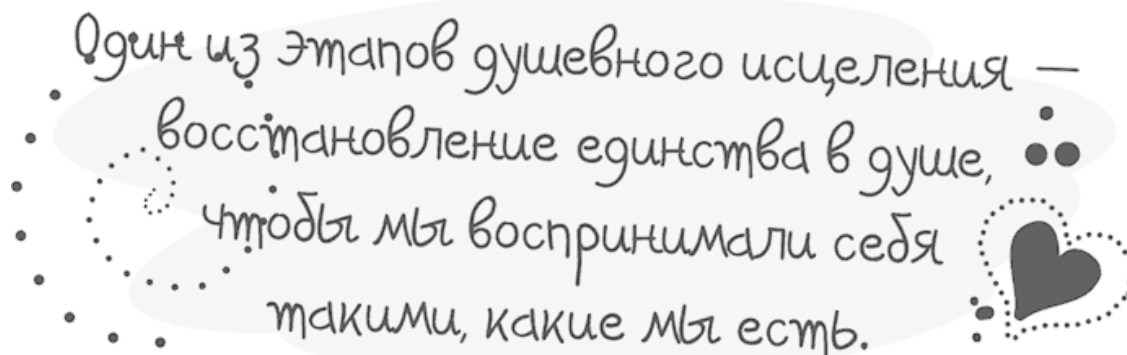 Один из этапов душевного исцеления —
восстановление единства в душе,
чтобы мы воспринимали себя
такими, какие мы есть.